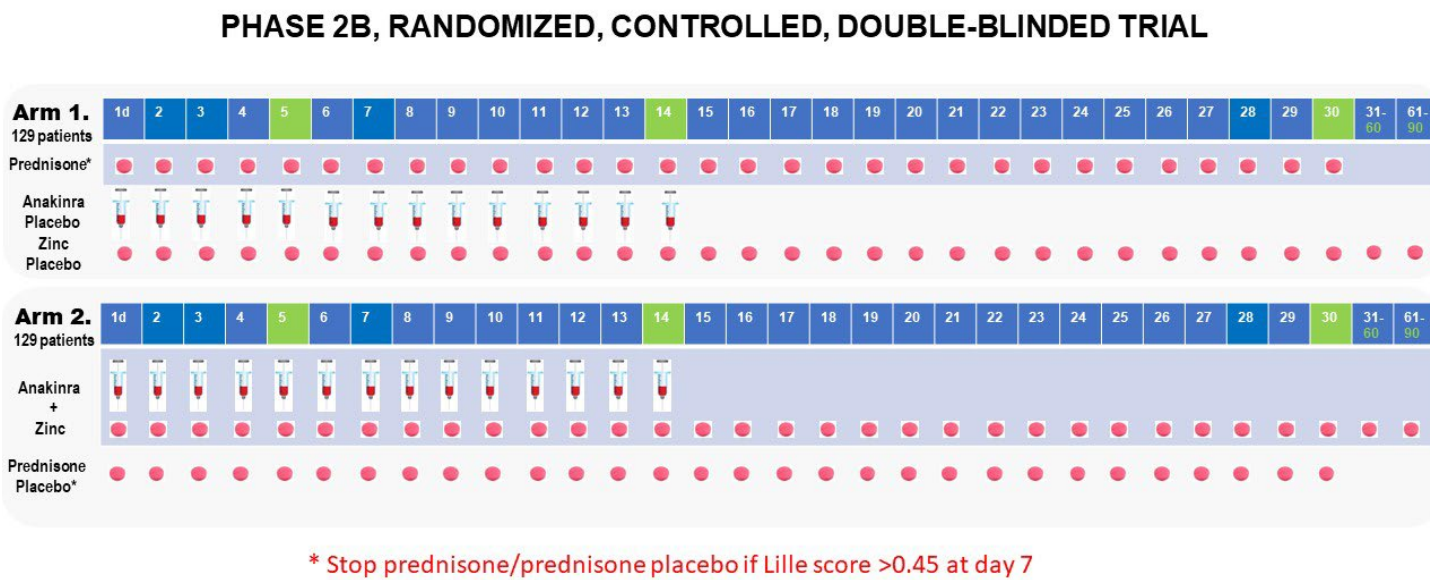 PHASE 2B, RANDOMIZED, CONTROLLED, DOUBLE-BLINDED TRIAL
Arm 1. 1d 2 3 4 5 6 7 8 9 10 11 12 13 14 15 16 17 18 19 20 21 22 23 24 25 26 27 28 29 30 31-60 61-90
129 patients
Prednisone*
Anakinra
Placebo
Zinc
Placebo
Arm 2. 1d 2 3 4 5 6 7 8 9 10 11 12 13 14 15 16 17 18 19 20 21 22 23 24 25 26 27 28 29 30 31-60 61-90
129 patients
Anakinra
+
Zinc
Prednisone
Placebo*
* Stop prednisone/prednisone placebo if Lille score >0.45 at day 7